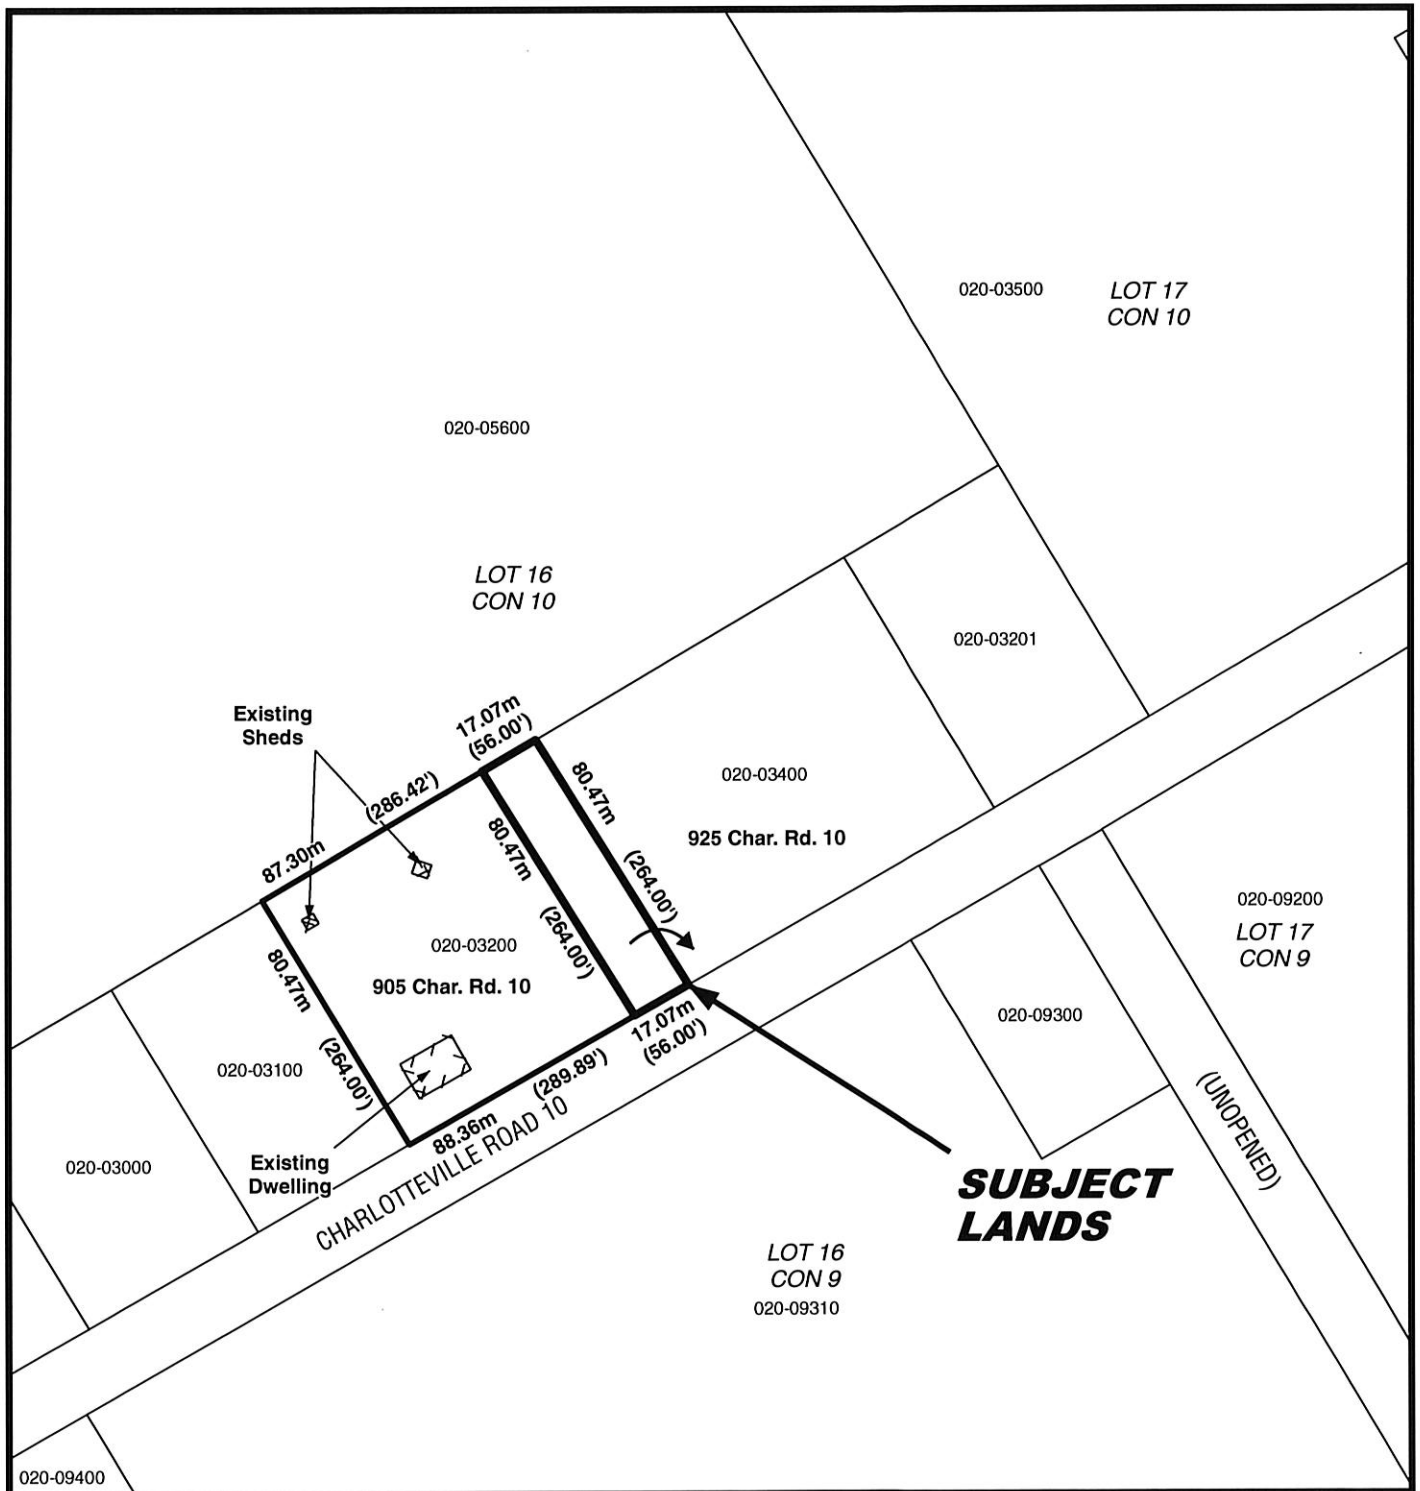 020-03500
LOT 17
CON 10
020-05600
LOT 16
CON 10
020-03201
Existing
Sheds
17.07m
(56.00')
(286.42')
87.30m
80.47m
020-03400
925 Char. Rd. 10
80.47m
(264.00')
(264.00')
020-09200
LOT 17
CON 9
020-03200
905 Char. Rd. 10
80.47m
(264.00')
020-09300
17.07m
(56.00')
020-03100
(289.89')
88.36m
CHARLOTTEVILLE ROAD 10
(UNOPENED)
020-03000
Existing
Dwelling
SUBJECT
LANDS
LOT 16
CON 9
020-09310
020-09400